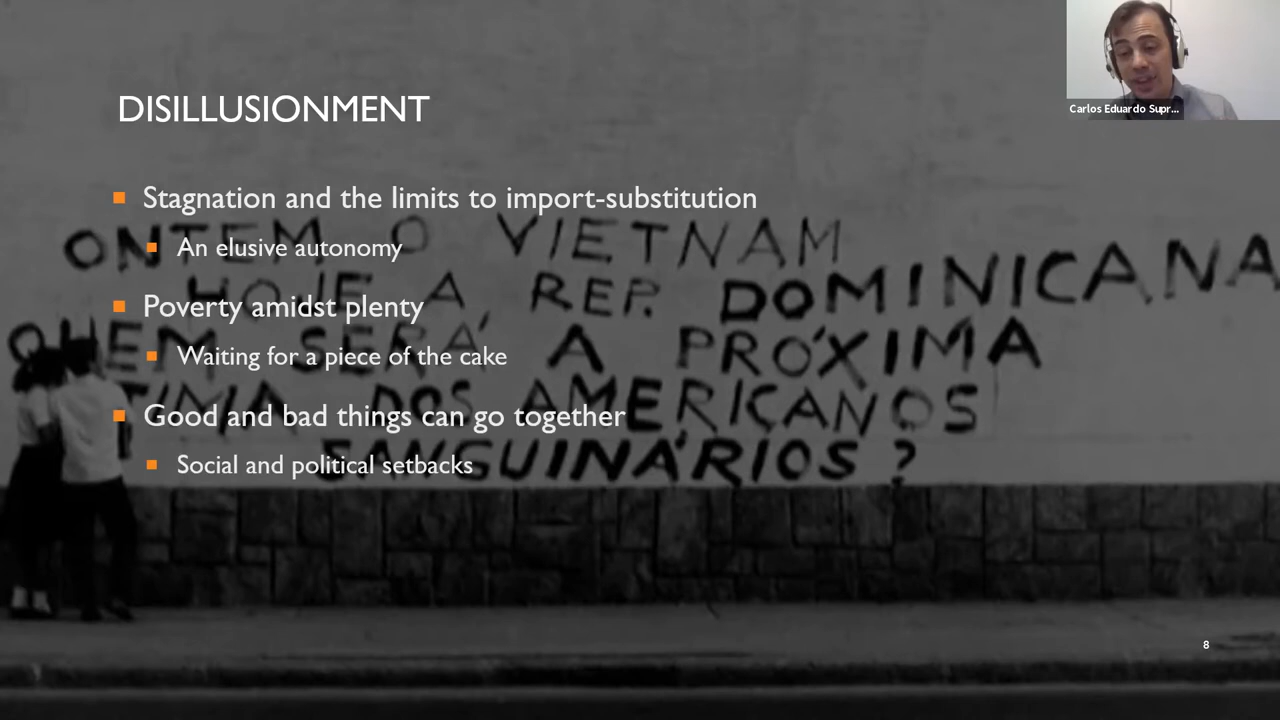 DISILLUSIONMENT
Carlos Eduardo Supr...
Stagnation and the limits to import-substitution
An elusive autonomy
Poverty amidst plenty
Waiting for a piece of the cake
Good and bad things can go together
Social and political setbacks
ONTEM O VIETNAM
HOJE A REP. DOMINICANA
QUEM SERÁ A PRÓXIMA
DOS AMERICANOS
SANGUINÁRIOS ?
8